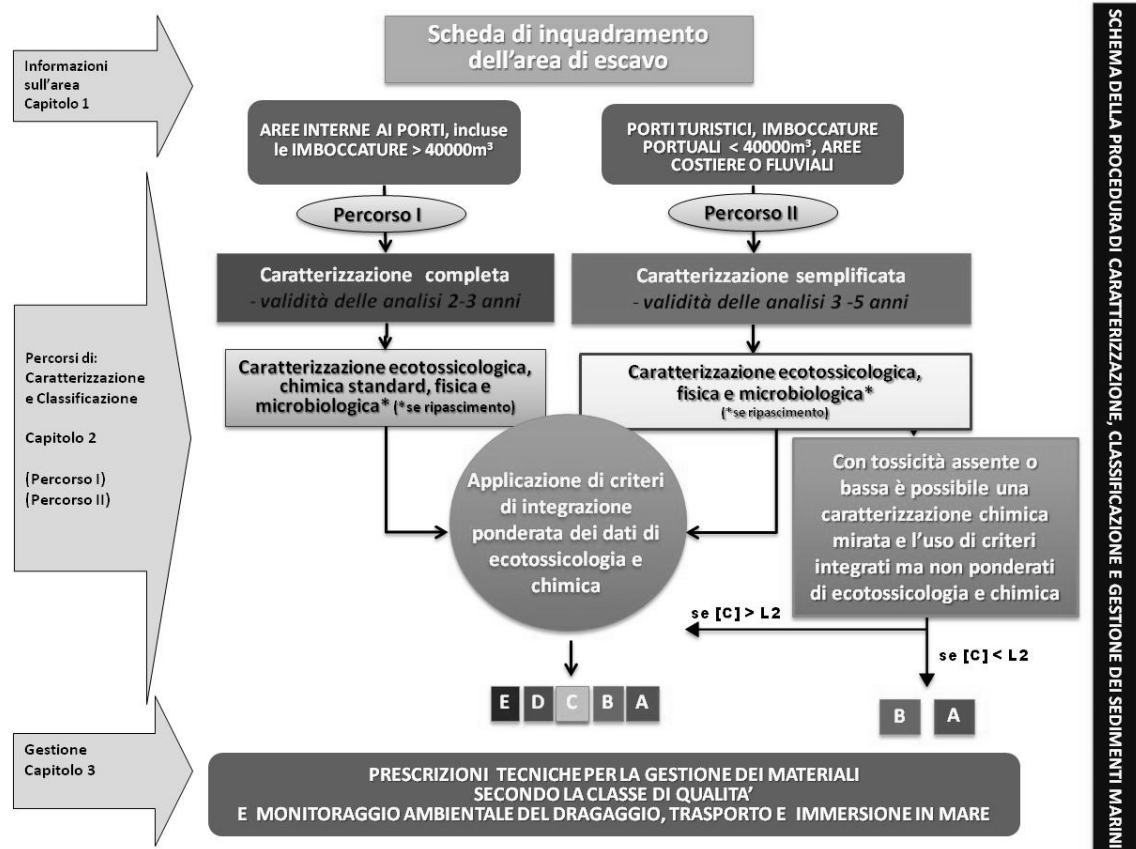 Scheda di inquadramento
dell'area di escavo
Informazioni
sull'area
Capitolo 1
AREE INTERNE AI PORTI, incluse
le IMBOCCATURE > 40000m³
PORTI TURISTICI, IMBOCCATURE
PORTUALI < 40000m³, AREE
COSTIERE O FLUVIALI
Percorso I
Percorso II
Caratterizzazione completa
- validità delle analisi 2-3 anni
Caratterizzazione semplificata
- validità delle analisi 3 -5 anni
Percorsi di:
Caratterizzazione
e Classificazione
Capitolo 2
(Percorso I)
(Percorso II)
Caratterizzazione ecotossicologica,
chimica standard, fisica e
microbiologica* (*se ripascimento)
Caratterizzazione ecotossicologica,
fisica e microbiologica*
(*se ripascimento)
Applicazione di criteri
di integrazione
ponderata dei dati di
ecotossicologia e
chimica
Con tossicità assente o
bassa è possibile una
caratterizzazione chimica
mirata e l'uso di criteri
integrati ma non ponderati
di ecotossicologia e chimica
se [C] > L2
se [C] < L2
E D C B A
B A
Gestione
Capitolo 3
PRESCRIZIONI TECNICHE PER LA GESTIONE DEI MATERIALI
SECONDO LA CLASSE DI QUALITA'
E MONITORAGGIO AMBIENTALE DEL DRAGAGGIO, TRASPORTO E IMMERSIONE IN MARE
SCHEMA DELLA PROCEDURA DI CARATTERIZZAZIONE, CLASSIFICAZIONE E GESTIONE DEI SEDIMENTI MARINI